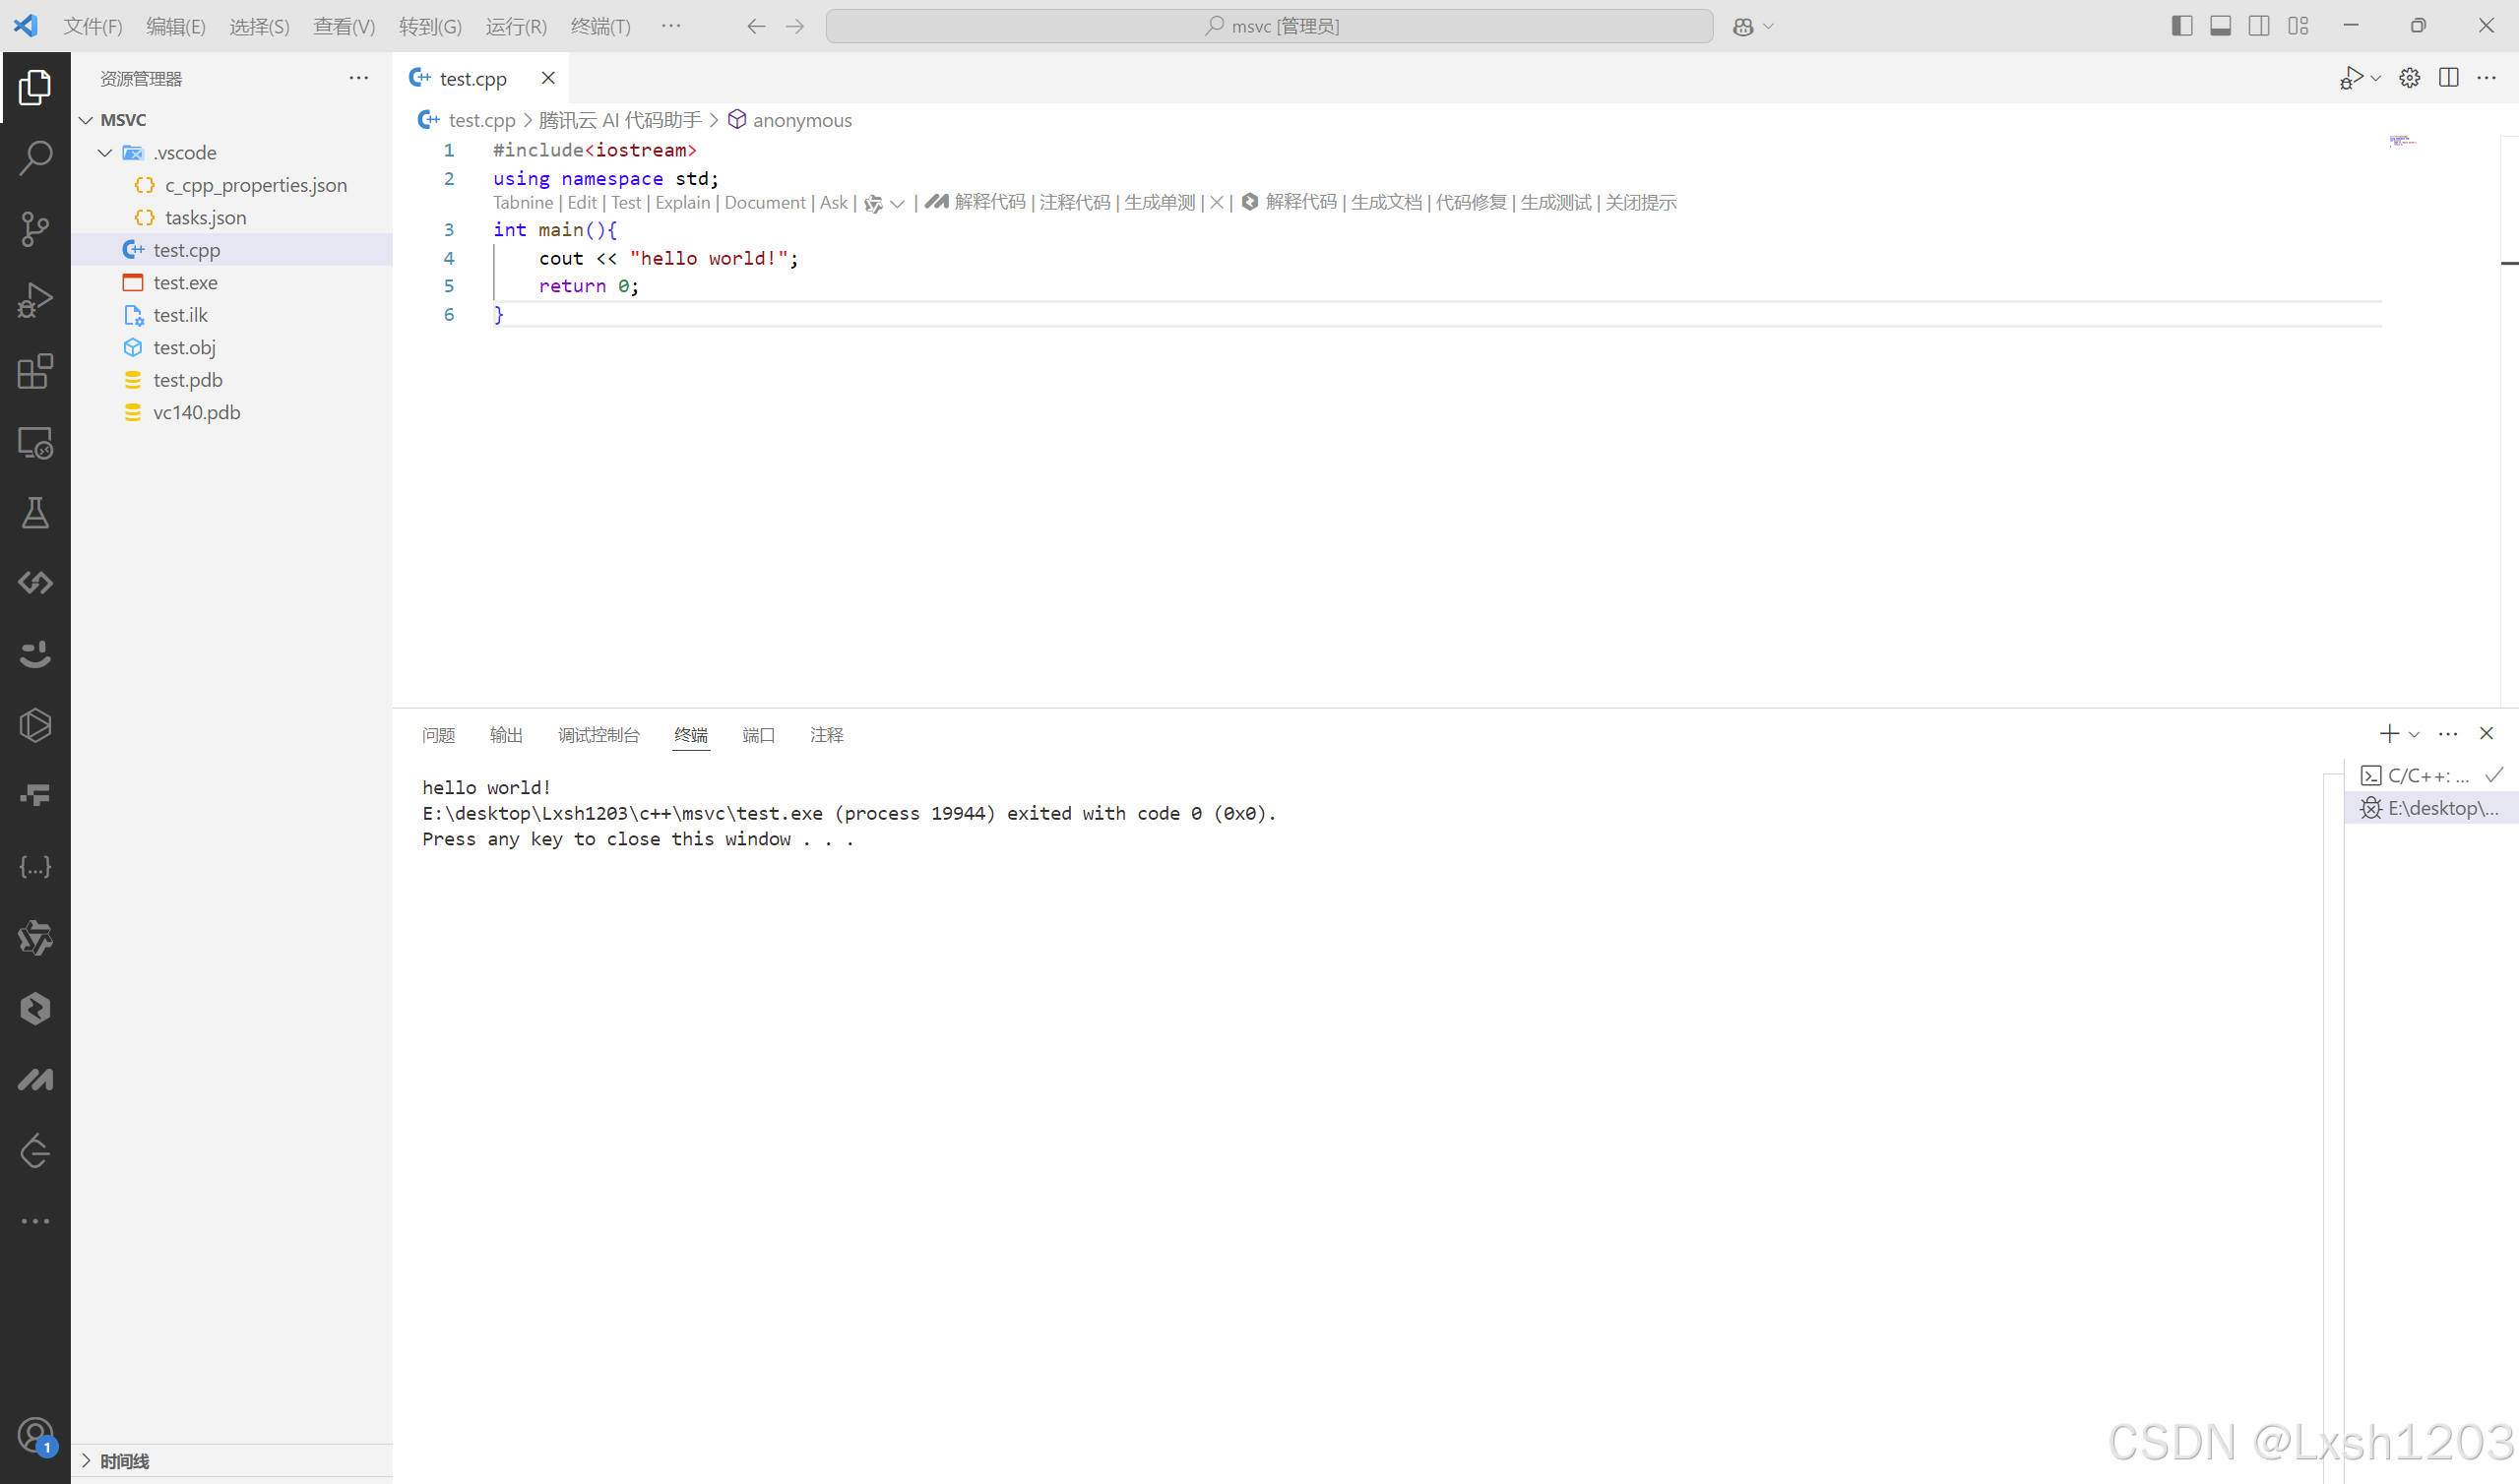 文件(F) 编辑(E) 选择(S) 查看(V) 转到(G) 运行(R) 终端(T) ··· msvc [管理员]
资源管理器
MSVC
.vscode
c_cpp_properties.json
tasks.json
test.cpp
test.exe
test.ilk
test.obj
test.pdb
vc140.pdb
时间线
1
test.cpp
test.cpp > 腾讯云 AI 代码助手 > anonymous
1 #include<iostream>
2 using namespace std;
Tabnine | Edit | Test | Explain | Document | Ask | | 解释代码 | 注释代码 | 生成单测 | × | 解释代码 | 生成文档 | 代码修复 | 生成测试 | 关闭提示
3 int main(){
4 cout << "hello world!";
5 return 0;
6 }
问题 输出 调试控制台 终端 端口 注释
hello world!
E:\desktop\Lxsh1203\c++\msvc\test.exe (process 19944) exited with code 0 (0x0).
Press any key to close this window . . .
C/C++: ...
E:\desktop\...
CSDN @Lxsh1203